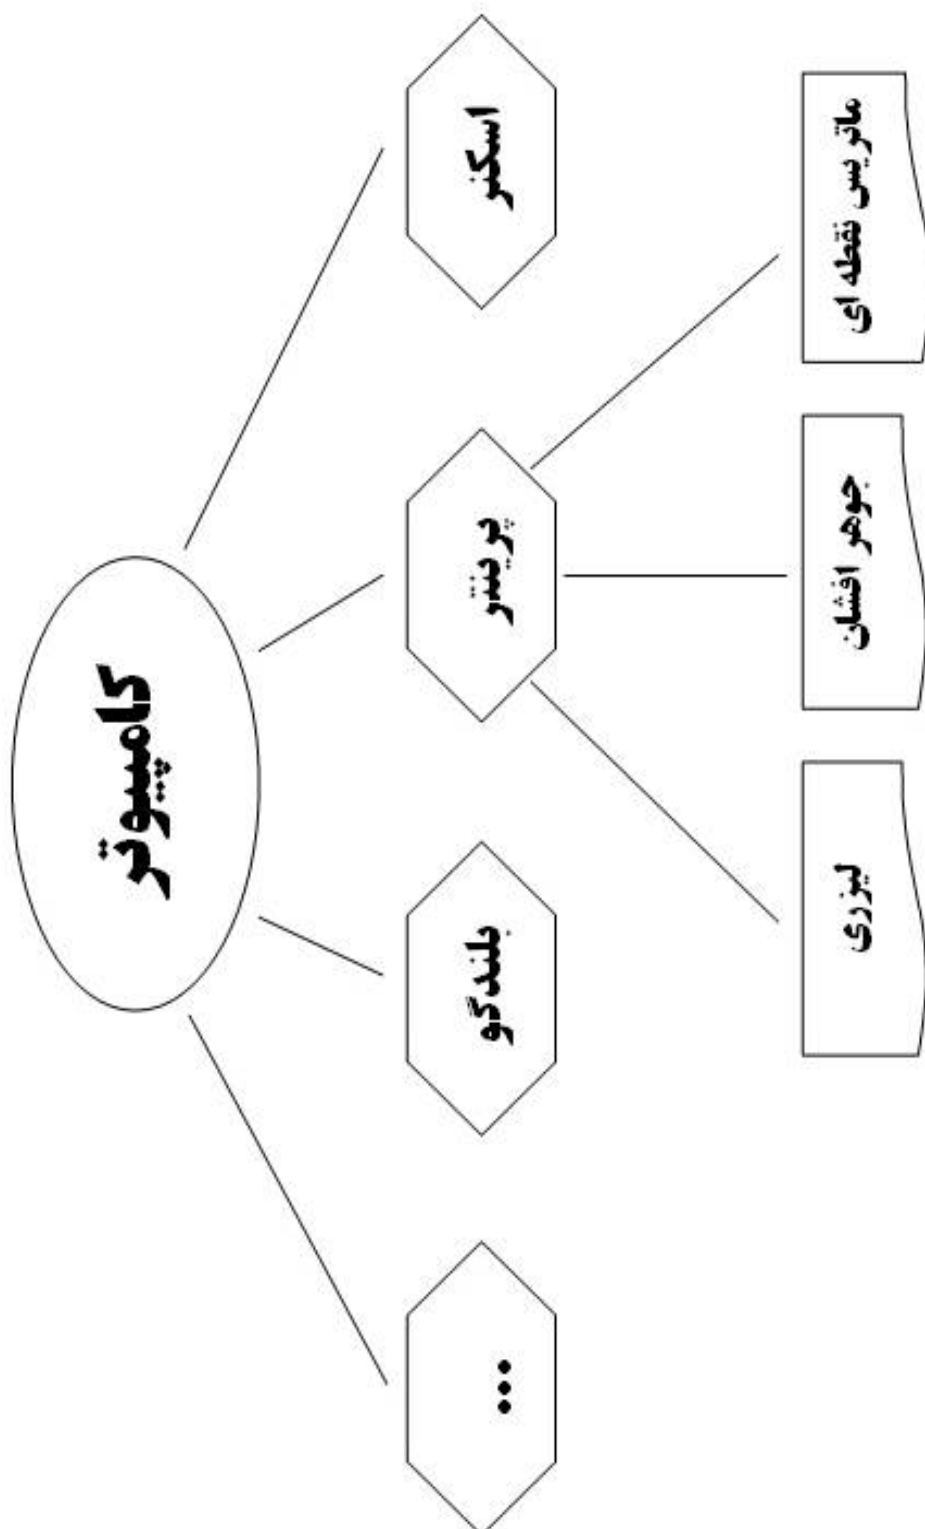 کامپیوتر
اسکنر
پرینتر
بلندگو
...
ماتریس نقطه ای
جوهر افشان
لیزری